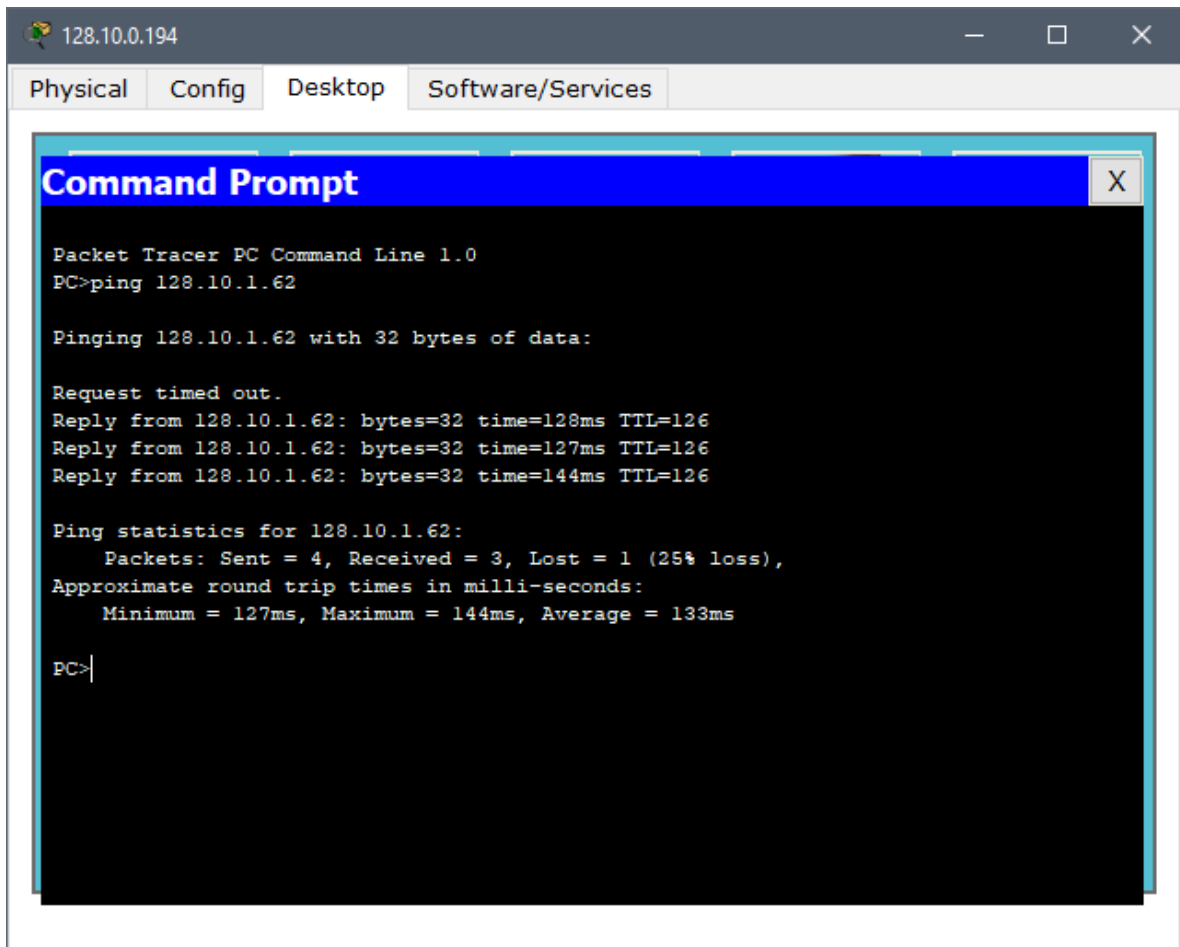 128.10.0.194
Physical Config Desktop Software/Services
Command Prompt X
Packet Tracer PC Command Line 1.0
PC>ping 128.10.1.62
Pinging 128.10.1.62 with 32 bytes of data:
Request timed out.
Reply from 128.10.1.62: bytes=32 time=128ms TTL=126
Reply from 128.10.1.62: bytes=32 time=127ms TTL=126
Reply from 128.10.1.62: bytes=32 time=144ms TTL=126
Ping statistics for 128.10.1.62:
Packets: Sent = 4, Received = 3, Lost = 1 (25% loss),
Approximate round trip times in milli-seconds:
Minimum = 127ms, Maximum = 144ms, Average = 133ms
PC>